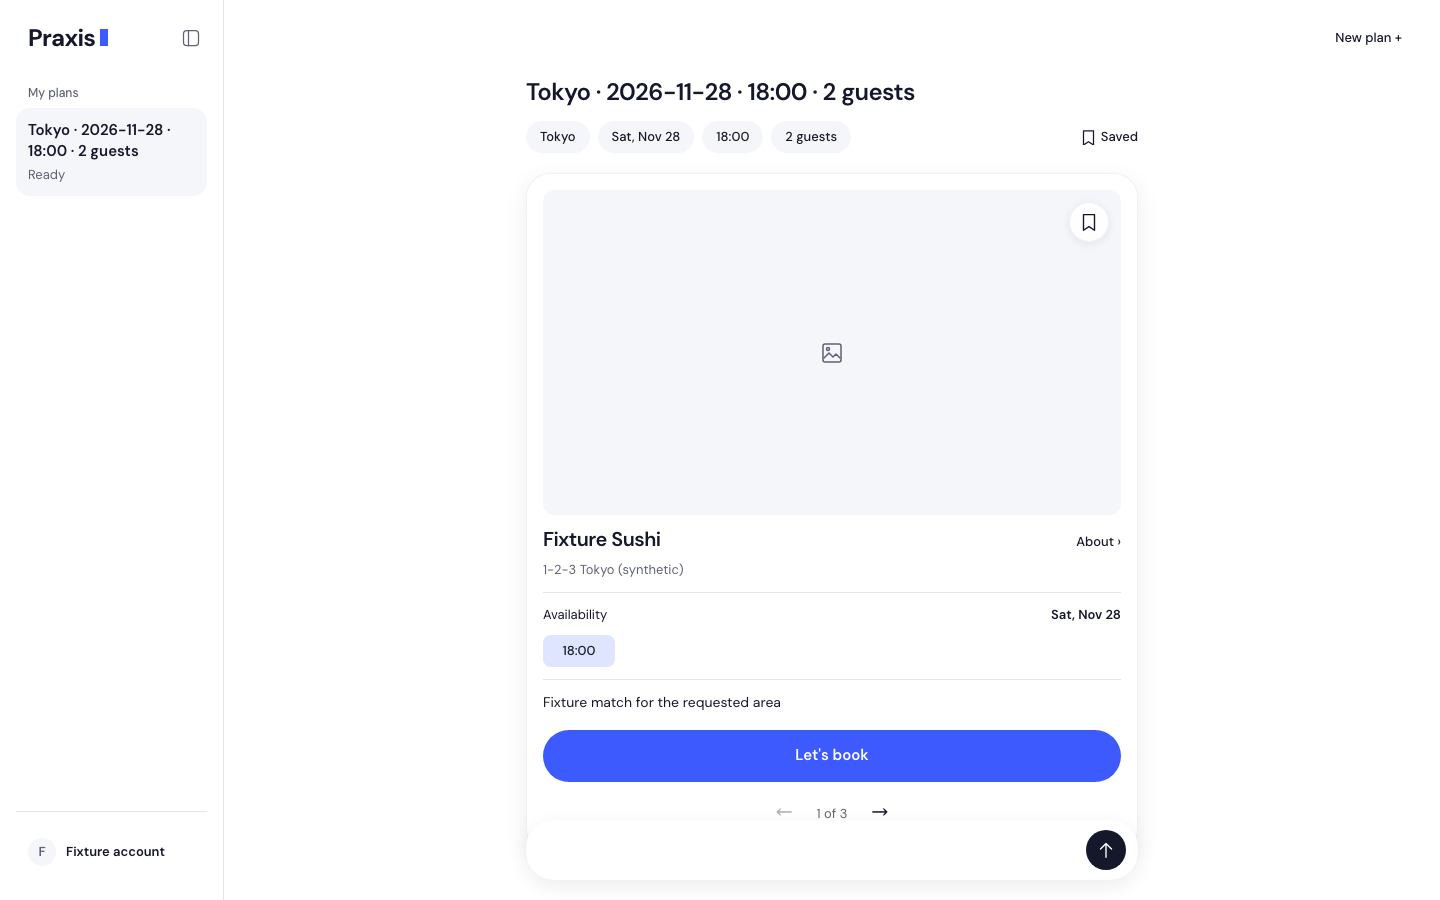 Praxis
New plan +
My plans
Tokyo · 2026-11-28 ·
18:00 · 2 guests
Ready
Tokyo · 2026-11-28 · 18:00 · 2 guests
Tokyo
Sat, Nov 28
18:00
2 guests
Saved
Fixture Sushi
About ›
1-2-3 Tokyo (synthetic)
Availability
Sat, Nov 28
18:00
Fixture match for the requested area
Let's book
1 of 3
F
Fixture account